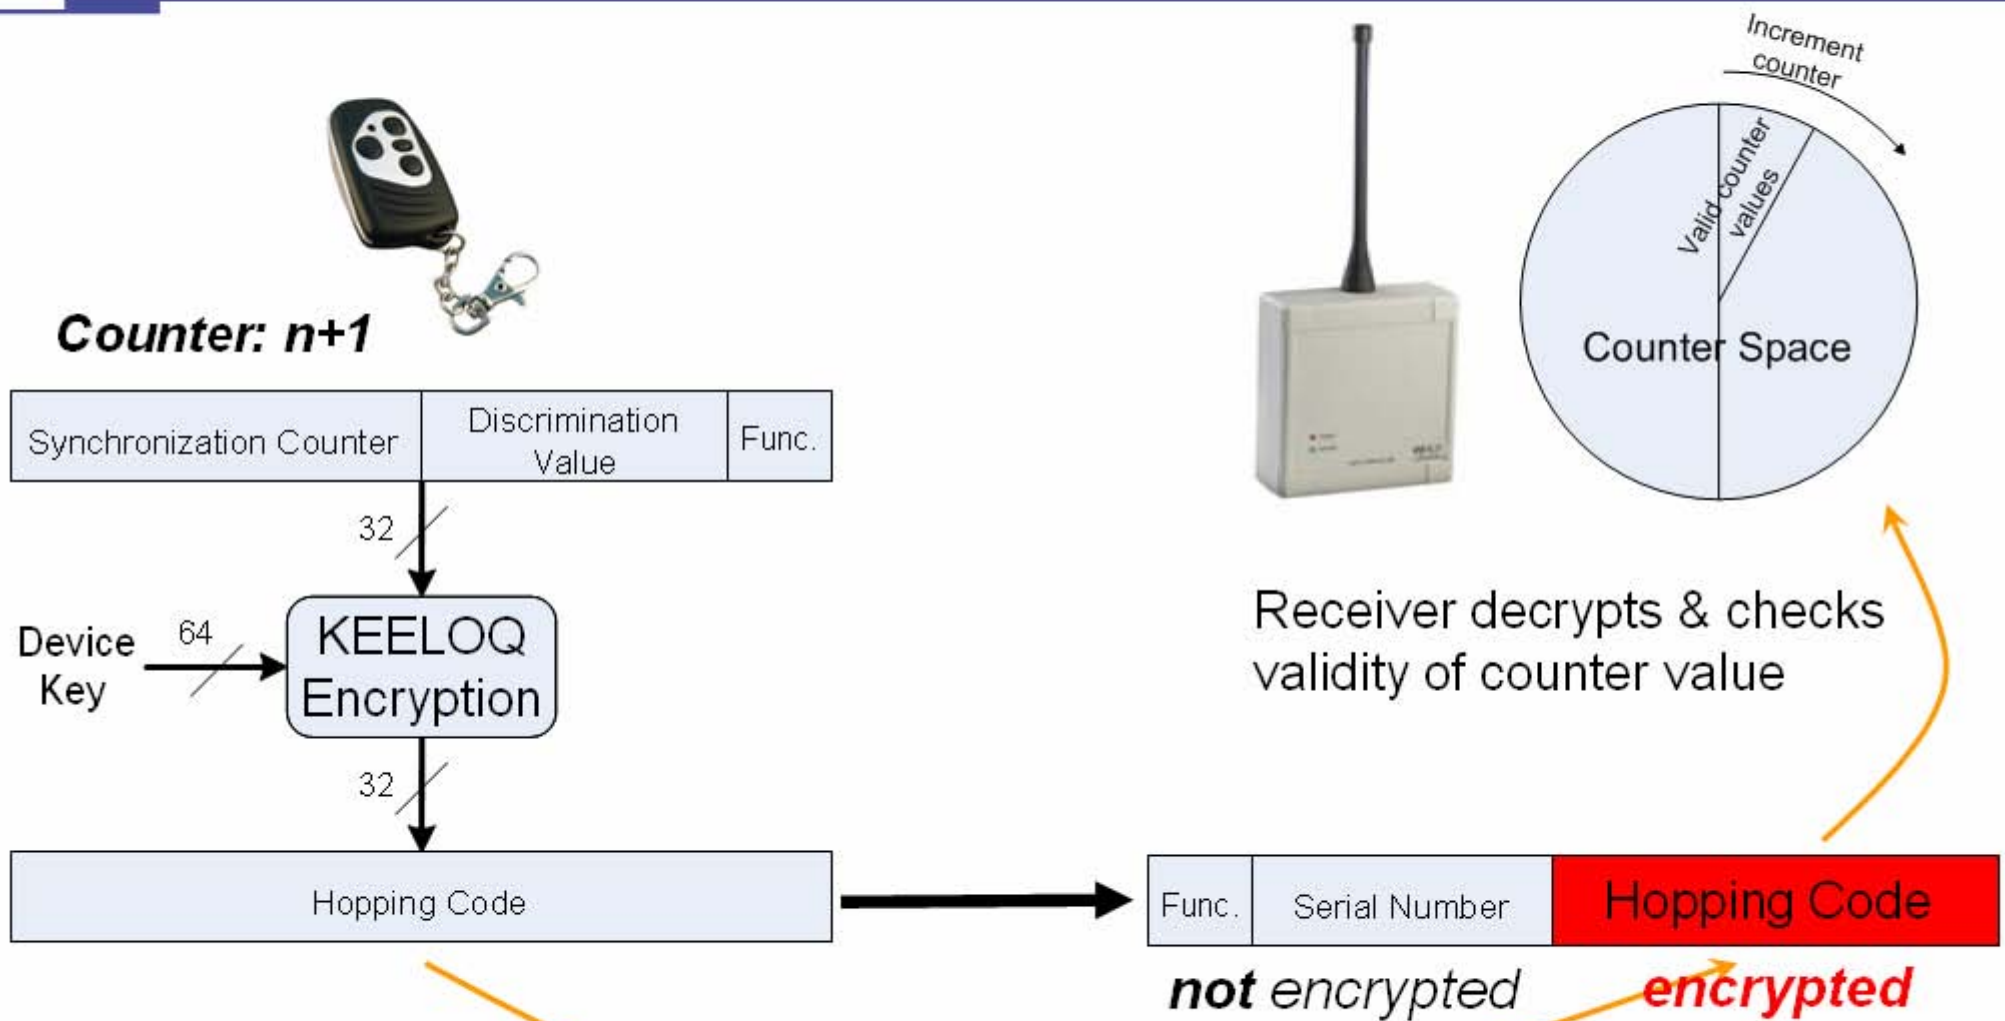 Increment
counter
Valid counter
values
Counter Space
Counter: n+1
Synchronization Counter
Discrimination
Value
Func.
32
Device
Key
64
KEELOQ
Encryption
32
Hopping Code
Receiver decrypts & checks
validity of counter value
Func.
Serial Number
Hopping Code
not encrypted
encrypted